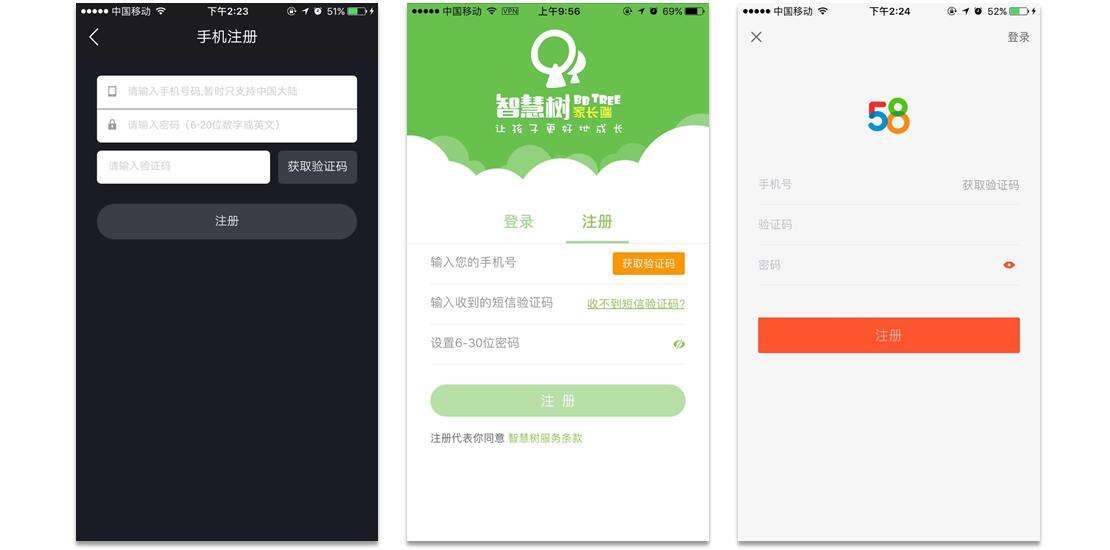 中国移动 下午2:23 51%
手机注册
请输入手机号码,暂时只支持中国大陆
请输入密码（6-20位数字或英文）
请输入验证码 获取验证码
注册
中国移动 VPN 上午9:56 69%
智慧树 BB TREE 家长端
让孩子更好地成长
登录 注册
输入您的手机号 获取验证码
输入收到的短信验证码 收不到短信验证码?
设置6-30位密码
注 册
注册代表你同意 智慧树服务条款
中国移动 下午2:24 52%
登录
58
手机号 获取验证码
验证码
密码
注册